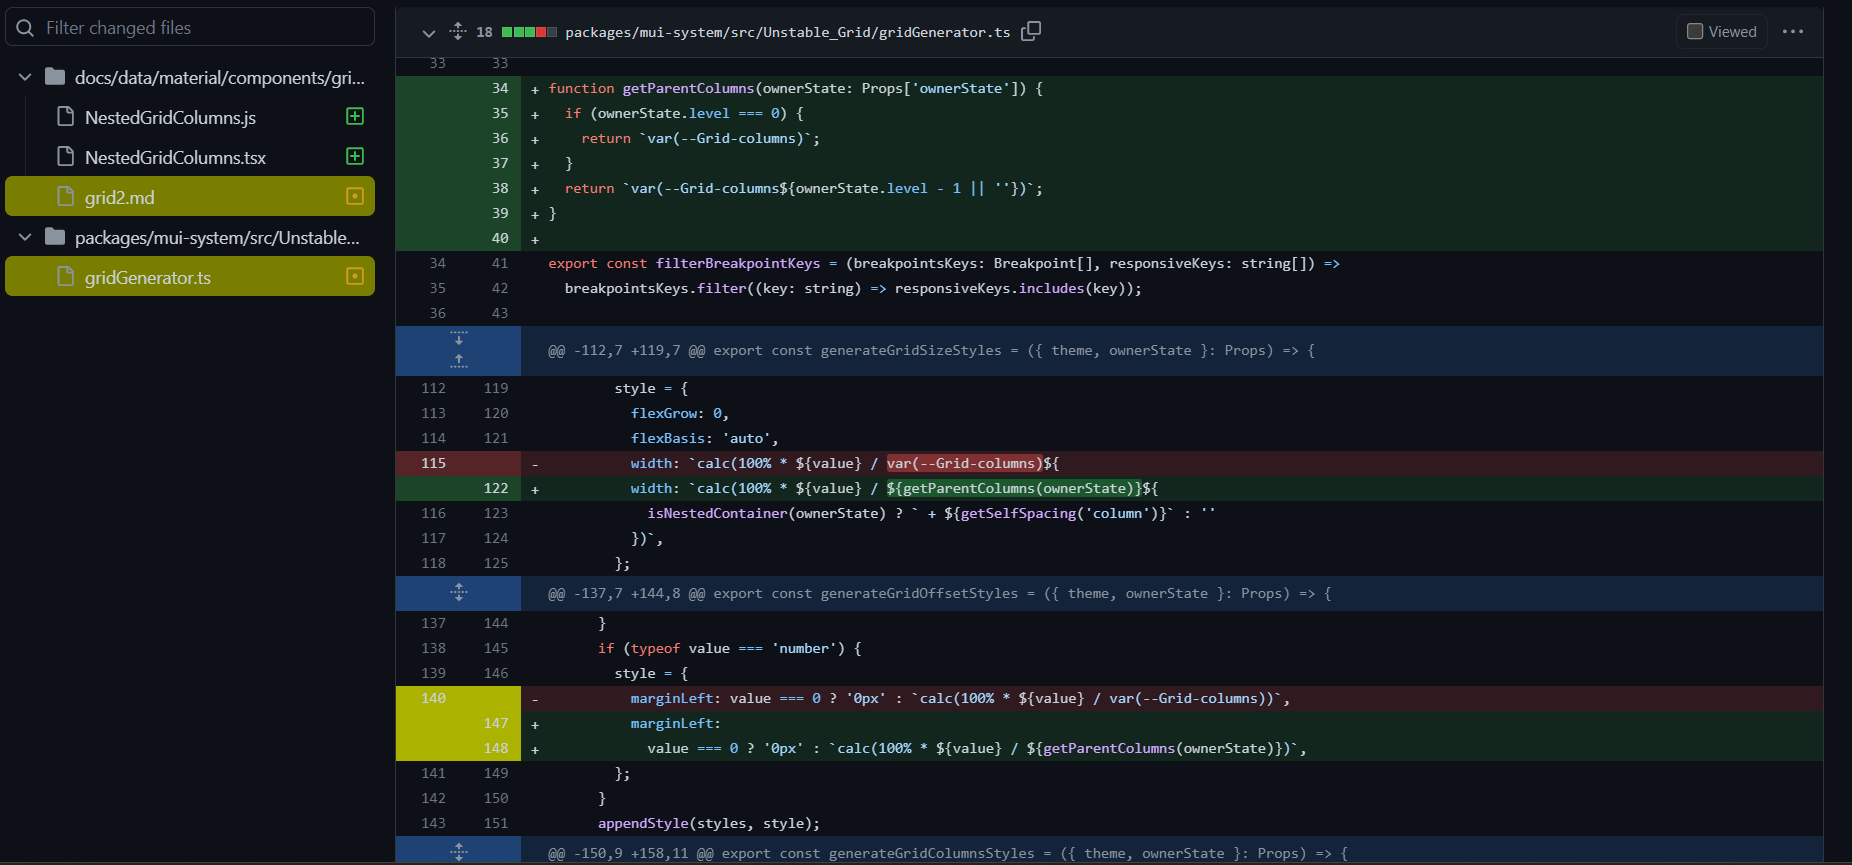 Filter changed files
docs/data/material/components/gri...
NestedGridColumns.js
NestedGridColumns.tsx
grid2.md
packages/mui-system/src/Unstable...
gridGenerator.ts
18 packages/mui-system/src/Unstable_Grid/gridGenerator.ts Viewed
33 33
34 + function getParentColumns(ownerState: Props['ownerState']) {
35 + if (ownerState.level === 0) {
36 + return `var(--Grid-columns)`;
37 + }
38 + return `var(--Grid-columns${ownerState.level - 1 || ''})`;
39 + }
40 +
34 41 export const filterBreakpointKeys = (breakpointsKeys: Breakpoint[], responsiveKeys: string[]) =>
35 42 breakpointsKeys.filter((key: string) => responsiveKeys.includes(key));
36 43
@@ -112,7 +119,7 @@ export const generateGridSizeStyles = ({ theme, ownerState }: Props) => {
112 119 style = {
113 120 flexGrow: 0,
114 121 flexBasis: 'auto',
115 - width: `calc(100% * ${value} / var(--Grid-columns)${
122 + width: `calc(100% * ${value} / ${getParentColumns(ownerState)}${
116 123 isNestedContainer(ownerState) ? ` + ${getSelfSpacing('column')}` : ''
117 124 })`,
118 125 };
@@ -137,7 +144,8 @@ export const generateGridOffsetStyles = ({ theme, ownerState }: Props) => {
137 144 }
138 145 if (typeof value === 'number') {
139 146 style = {
140 - marginLeft: value === 0 ? '0px' : `calc(100% * ${value} / var(--Grid-columns))`,
147 + marginLeft:
148 + value === 0 ? '0px' : `calc(100% * ${value} / ${getParentColumns(ownerState)})`,
141 149 };
142 150 }
143 151 appendStyle(styles, style);
@@ -150,9 +158,11 @@ export const generateGridColumnsStyles = ({ theme, ownerState }: Props) => {